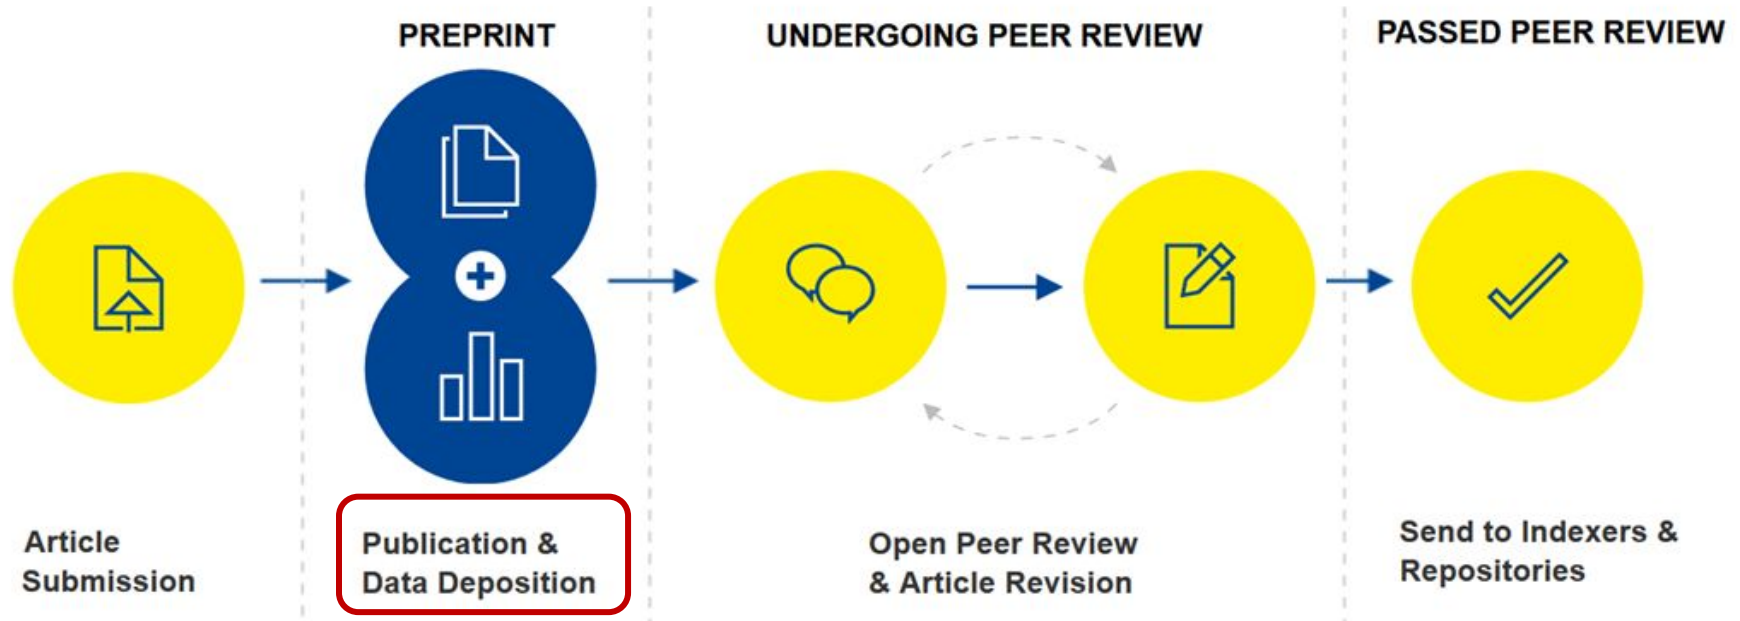 PREPRINT
UNDERGOING PEER REVIEW
PASSED PEER REVIEW
Article
Submission
Publication &
Data Deposition
Open Peer Review
& Article Revision
Send to Indexers &
Repositories